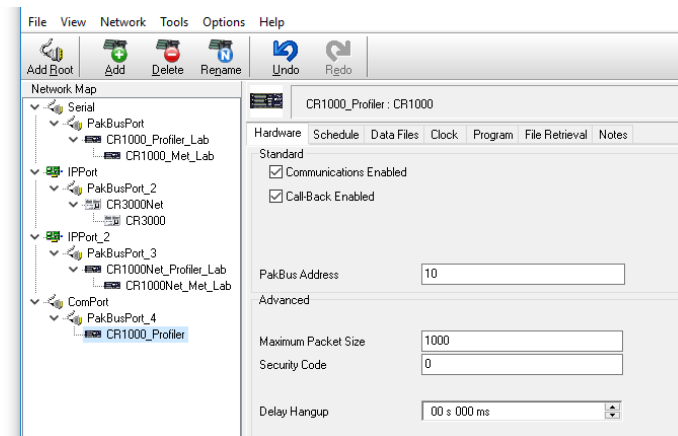 File View Network Tools Options Help
Add Root Add Delete Rename Undo Redo
Network Map
Serial
PakBusPort
CR1000_Profiler_Lab
CR1000_Met_Lab
IPPort
PakBusPort_2
CR3000Net
CR3000
IPPort_2
PakBusPort_3
CR1000Net_Profiler_Lab
CR1000Net_Met_Lab
ComPort
PakBusPort_4
CR1000_Profiler
CR1000_Profiler : CR1000
Hardware Schedule Data Files Clock Program File Retrieval Notes
Standard
Communications Enabled
Call-Back Enabled
PakBus Address 10
Advanced
Maximum Packet Size 1000
Security Code 0
Delay Hangup 00 s 000 ms